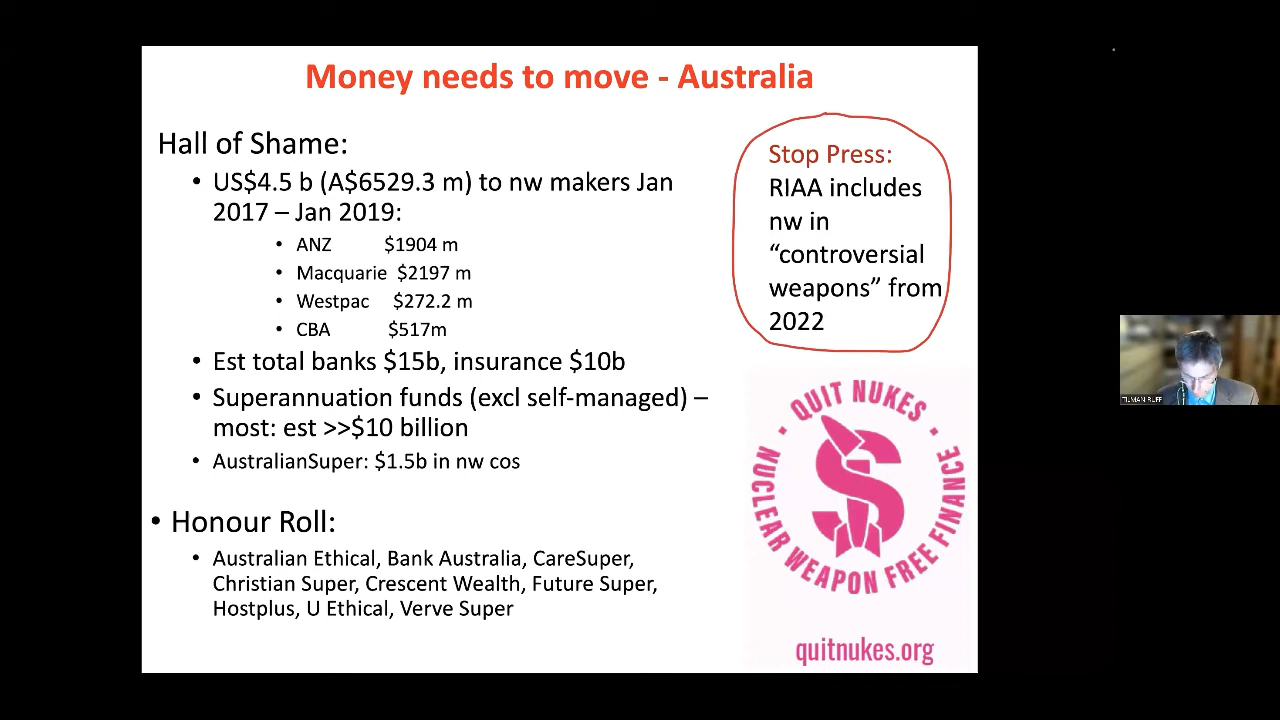 Money needs to move - Australia
Hall of Shame:
• US$4.5 b (A$6529.3 m) to nw makers Jan
2017 – Jan 2019:
• ANZ $1904 m
• Macquarie $2197 m
• Westpac $272.2 m
• CBA $517m
• Est total banks $15b, insurance $10b
• Superannuation funds (excl self-managed) –
most: est >>$10 billion
• AustralianSuper: $1.5b in nw cos
• Honour Roll:
• Australian Ethical, Bank Australia, CareSuper,
Christian Super, Crescent Wealth, Future Super,
Hostplus, U Ethical, Verve Super
Stop Press:
RIAA includes
nw in
“controversial
weapons” from
2022
• QUIT NUKES •
NUCLEAR WEAPON FREE FINANCE
quitnukes.org
TILMAN RUFF